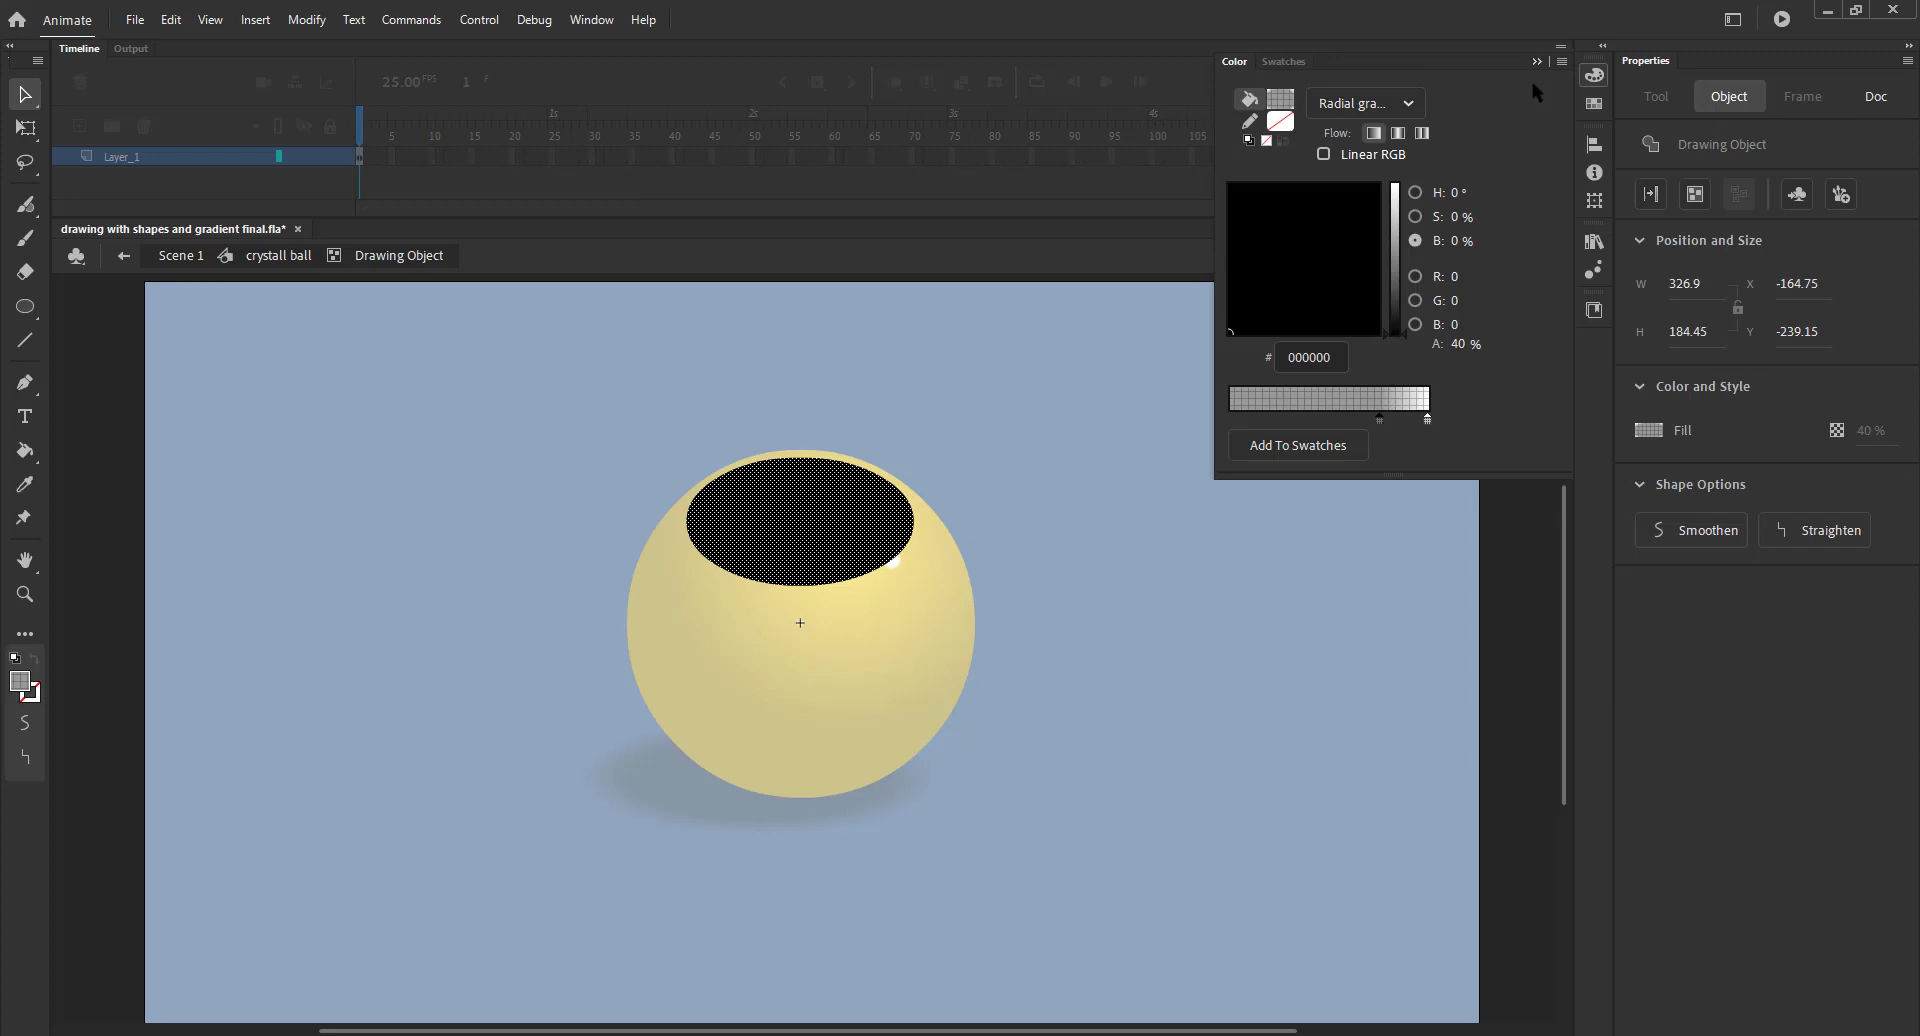 Animate File Edit View Insert Modify Text Commands Control Debug Window Help
Timeline Output
25.00 FPS 1 F
1s 2s 3s 4s
5 10 15 20 25 30 35 40 45 50 55 60 65 70 75 80 85 90 95 100 105
Layer_1
drawing with shapes and gradient final.fla* ×
Scene 1 crystall ball Drawing Object
Color Swatches
Radial gra...
Flow:
Linear RGB
H: 0 °
S: 0 %
B: 0 %
R: 0
G: 0
B: 0
A: 40 %
# 000000
Add To Swatches
Properties
Tool Object Frame Doc
Drawing Object
Position and Size
W 326.9 X -164.75
H 184.45 Y -239.15
Color and Style
Fill 40 %
Shape Options
Smoothen Straighten